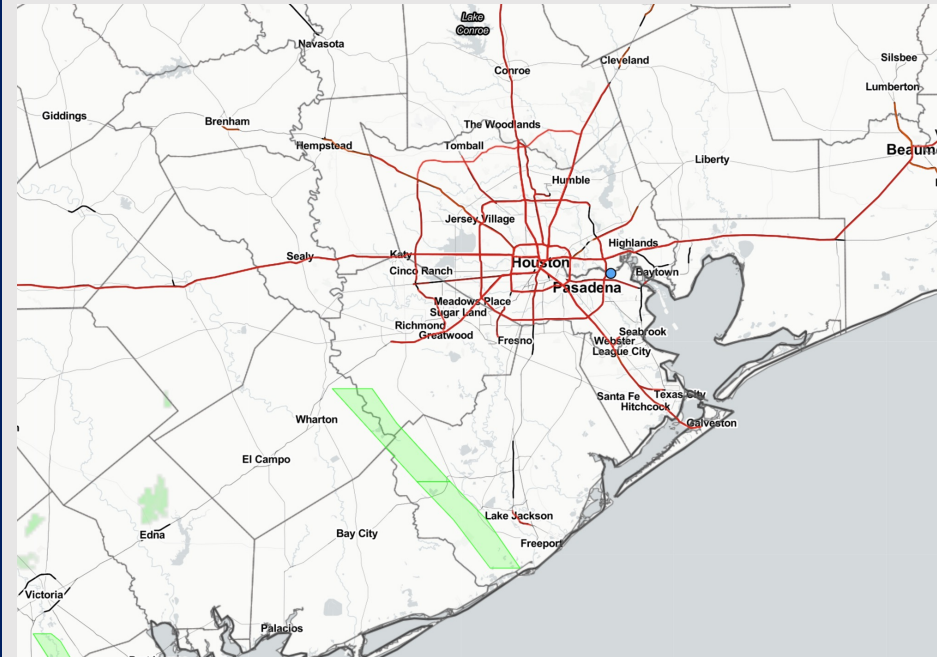 Lake
Conroe
Navasota
Silsbee
Cleveland
Conroe
Lumberton
Giddings
Brenham
The Woodlands
Hempstead
Tomball
Beaum
Liberty
Humble
Jersey Village
Highlands
Katy
Sealy
Houston
Cinco Ranch
Baytown
Pasadena
Meadows Place
Sugar Land
Richmond
Greatwood
Seabrook
Fresno
Webster
League City
Santa Fe
Texas City
Hitchcock
Wharton
Galveston
El Campo
Lake Jackson
Edna
Bay City
Freeport
Victoria
Palacios